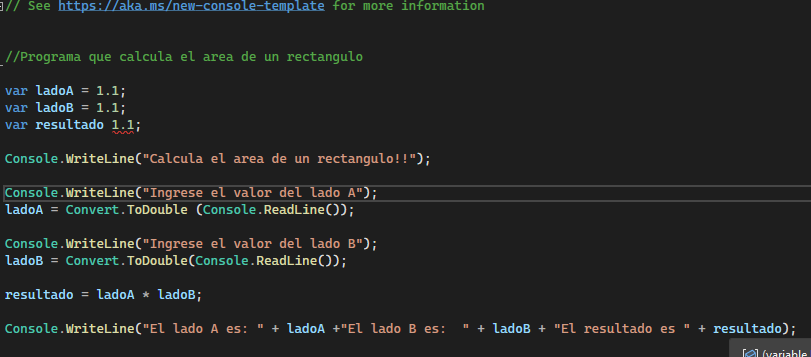 // See https://aka.ms/new-console-template for more information
//Programa que calcula el area de un rectangulo
var ladoA = 1.1;
var ladoB = 1.1;
var resultado 1.1;
Console.WriteLine("Calcula el area de un rectangulo!!");
Console.WriteLine("Ingrese el valor del lado A");
ladoA = Convert.ToDouble (Console.ReadLine());
Console.WriteLine("Ingrese el valor del lado B");
ladoB = Convert.ToDouble(Console.ReadLine());
resultado = ladoA * ladoB;
Console.WriteLine("El lado A es: " + ladoA +"El lado B es:  " + ladoB + "El resultado es " + resultado);
(variable